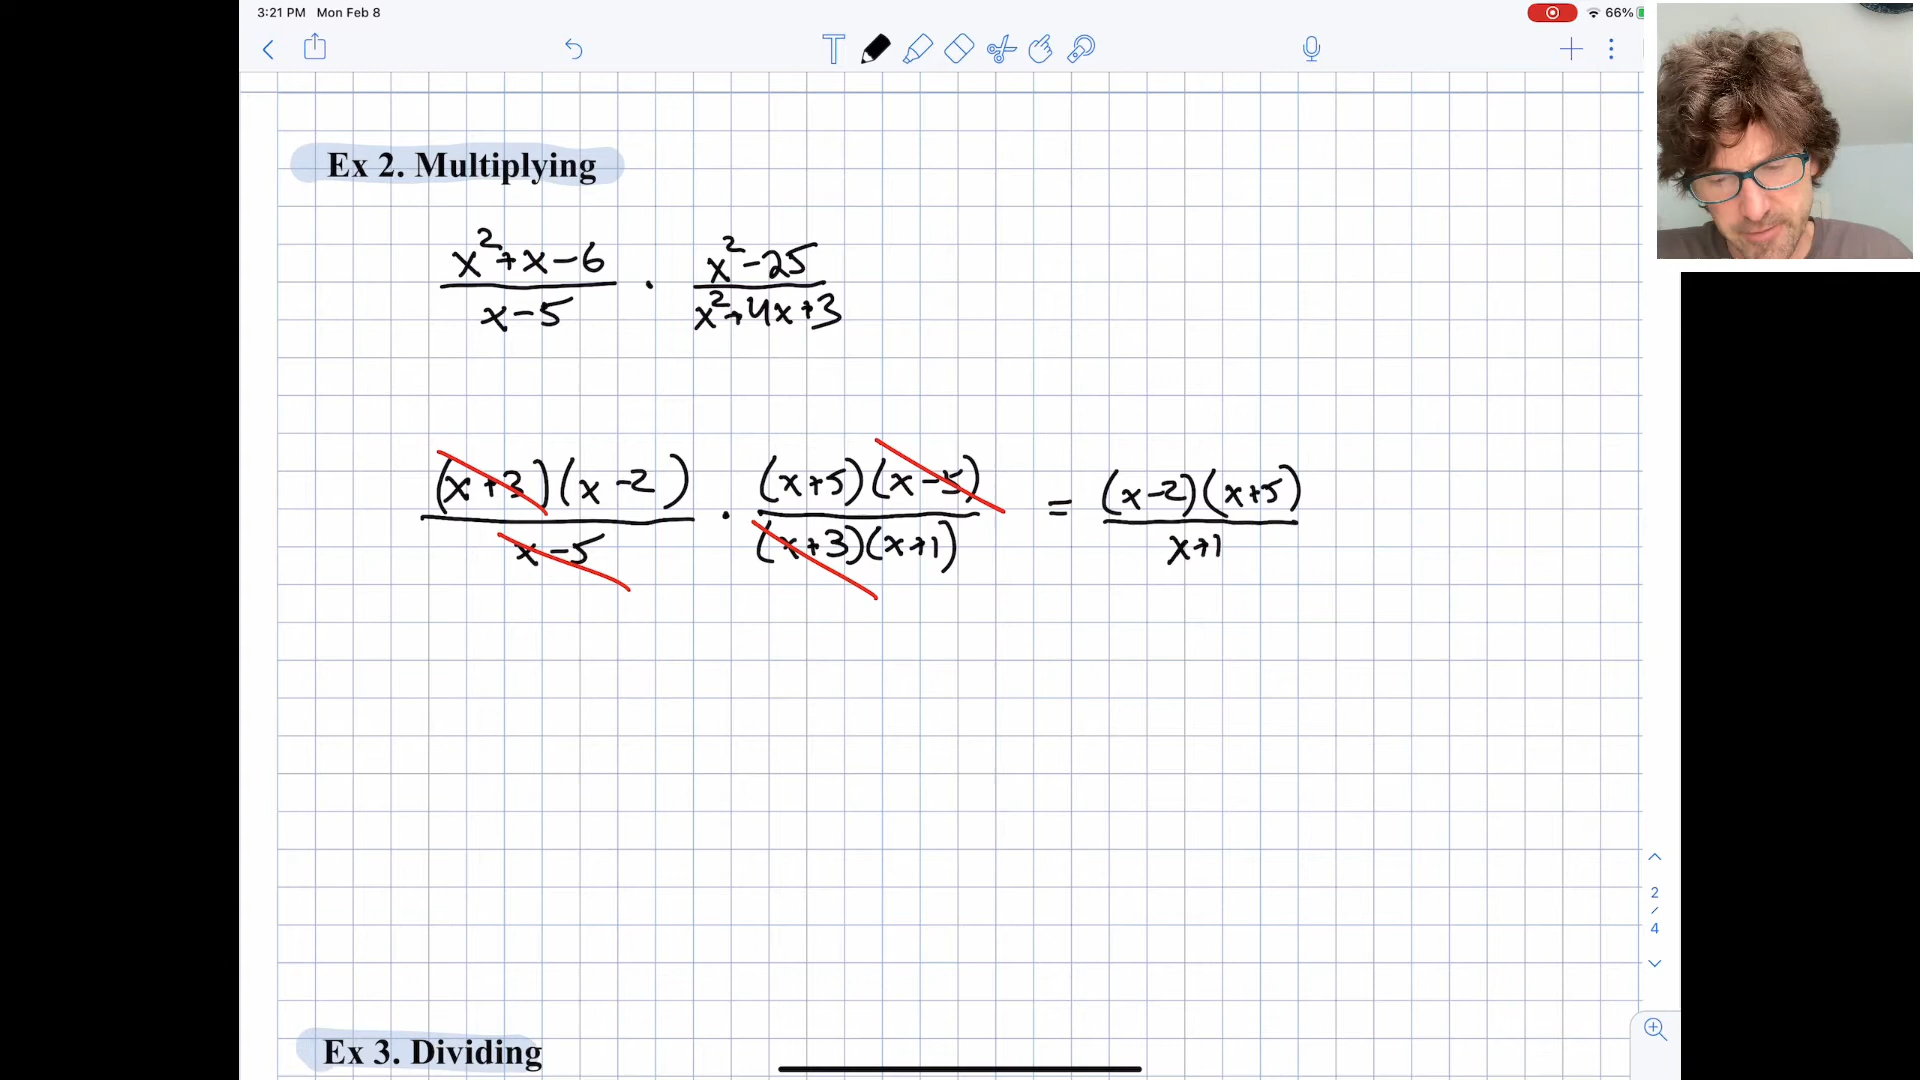 3:21 PM Mon Feb 8
66%
T
Ex 2. Multiplying
x²+x-6 x²-25
———— · ————
x-5 x²+4x+3
(x+3)(x-2) (x+5)(x-5) (x-2)(x+5)
———— · ———— = ————
x-5 (x+3)(x+1) x+1
2
/
4
Ex 3. Dividing